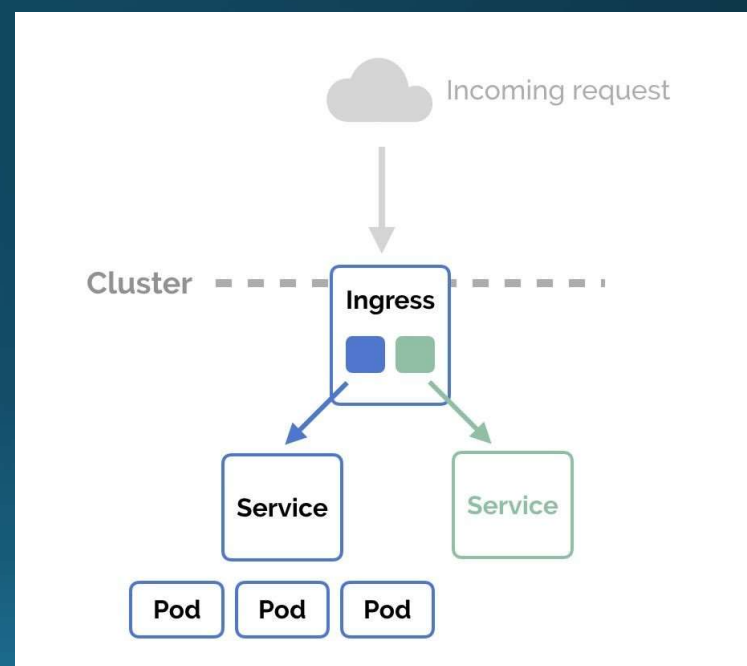 Incoming request
Cluster
Ingress
Service
Service
Pod
Pod
Pod